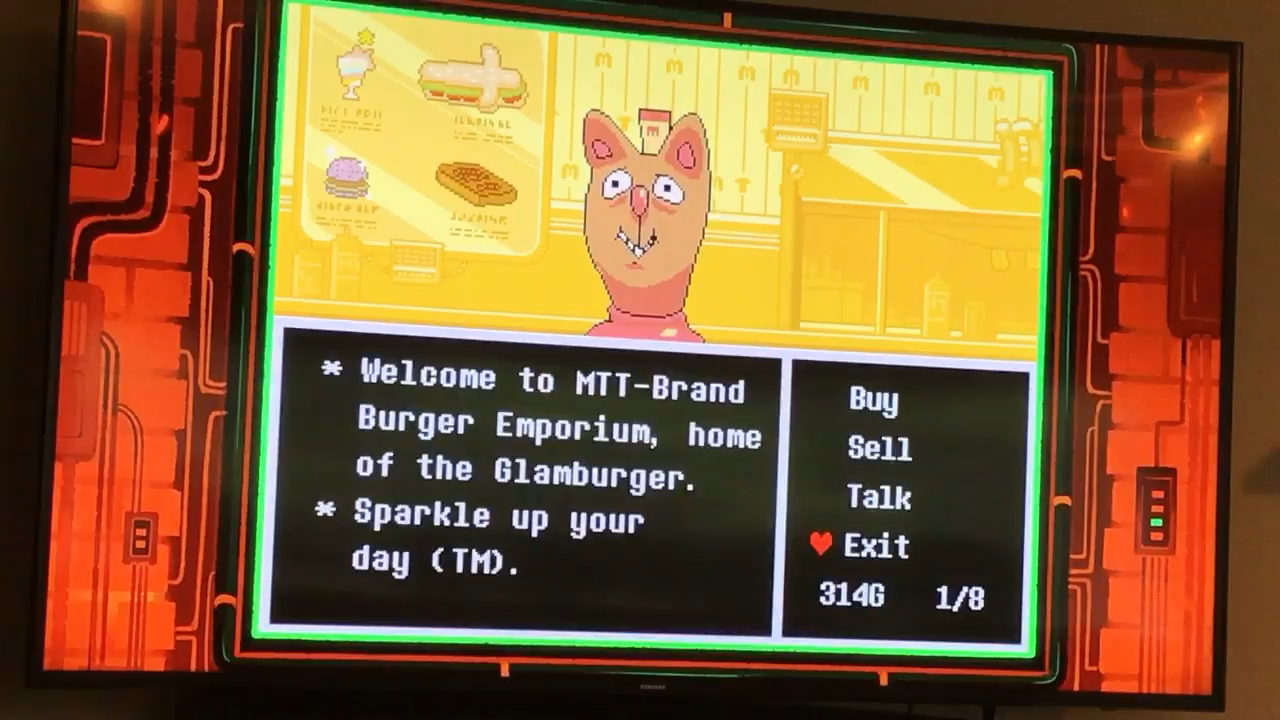 * Welcome to MTT-Brand
Burger Emporium, home
of the Glamburger.
* Sparkle up your
day (TM).
Buy
Sell
Talk
Exit
314G 1/8